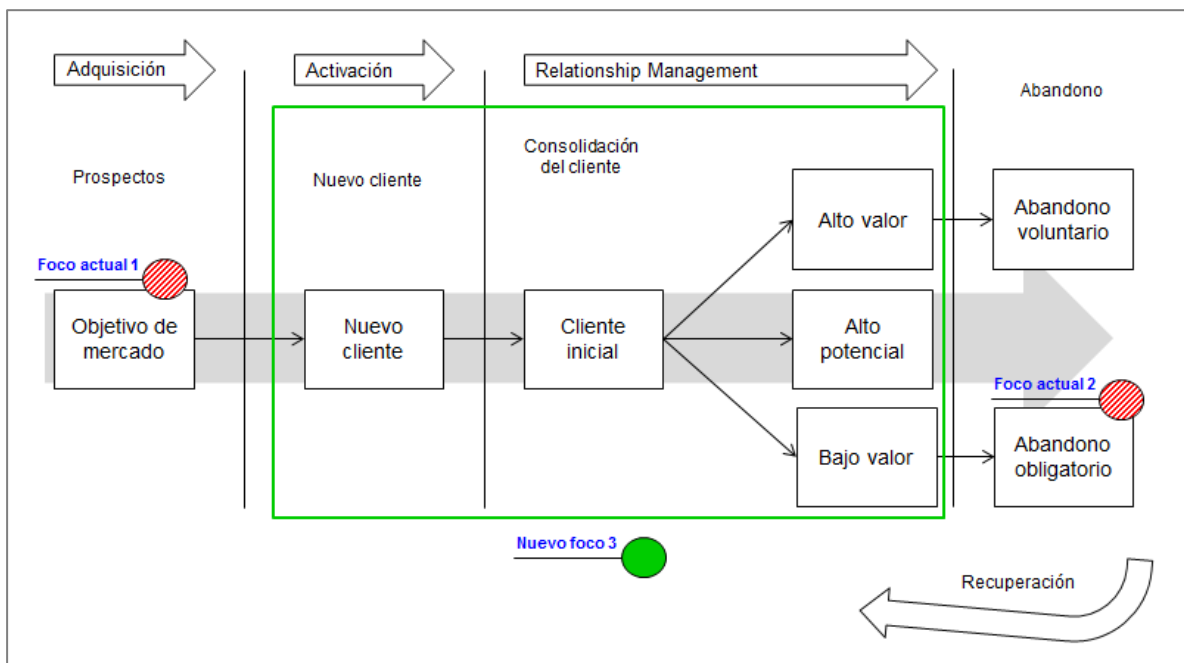 Adquisición
Activación
Relationship Management
Abandono
Prospectos
Nuevo cliente
Consolidación
del cliente
Foco actual 1
Objetivo de
mercado
Nuevo
cliente
Cliente
inicial
Alto valor
Alto
potencial
Bajo valor
Abandono
voluntario
Foco actual 2
Abandono
obligatorio
Nuevo foco 3
Recuperación